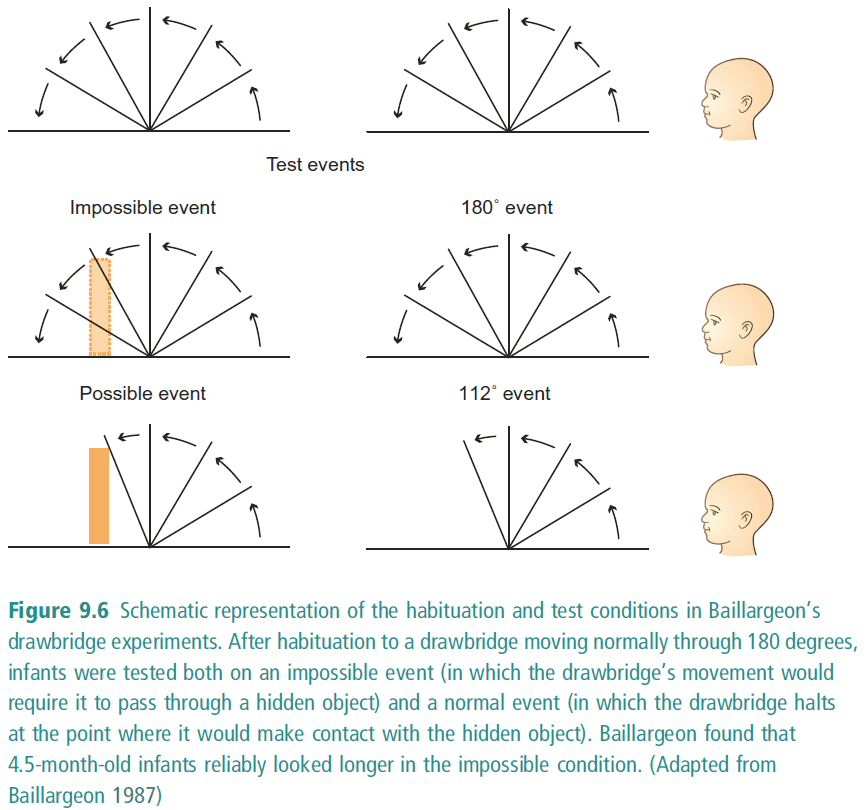 Test events
Impossible event
180° event
Possible event
112° event
Figure 9.6 Schematic representation of the habituation and test conditions in Baillargeon's
drawbridge experiments. After habituation to a drawbridge moving normally through 180 degrees,
infants were tested both on an impossible event (in which the drawbridge's movement would
require it to pass through a hidden object) and a normal event (in which the drawbridge halts
at the point where it would make contact with the hidden object). Baillargeon found that
4.5-month-old infants reliably looked longer in the impossible condition. (Adapted from
Baillargeon 1987)